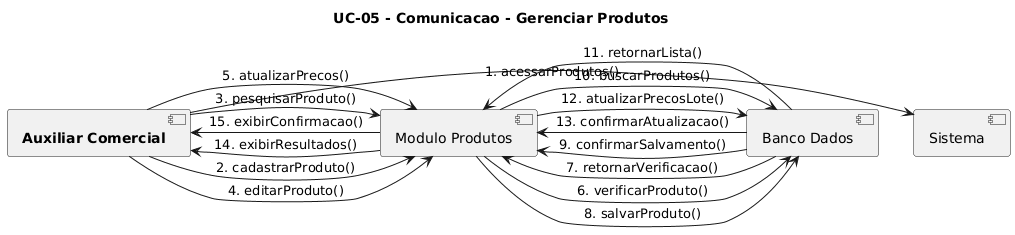 UC-05 - Comunicacao - Gerenciar Produtos
11. retornarLista()
5. atualizarPrecos()
1. acessarProdutos()
10. buscarProdutos()
3. pesquisarProduto()
12. atualizarPrecosLote()
15. exibirConfirmacao()
13. confirmarAtualizacao()
Auxiliar Comercial
Modulo Produtos
Banco Dados
Sistema
14. exibirResultados()
9. confirmarSalvamento()
2. cadastrarProduto()
7. retornarVerificacao()
4. editarProduto()
6. verificarProduto()
8. salvarProduto()